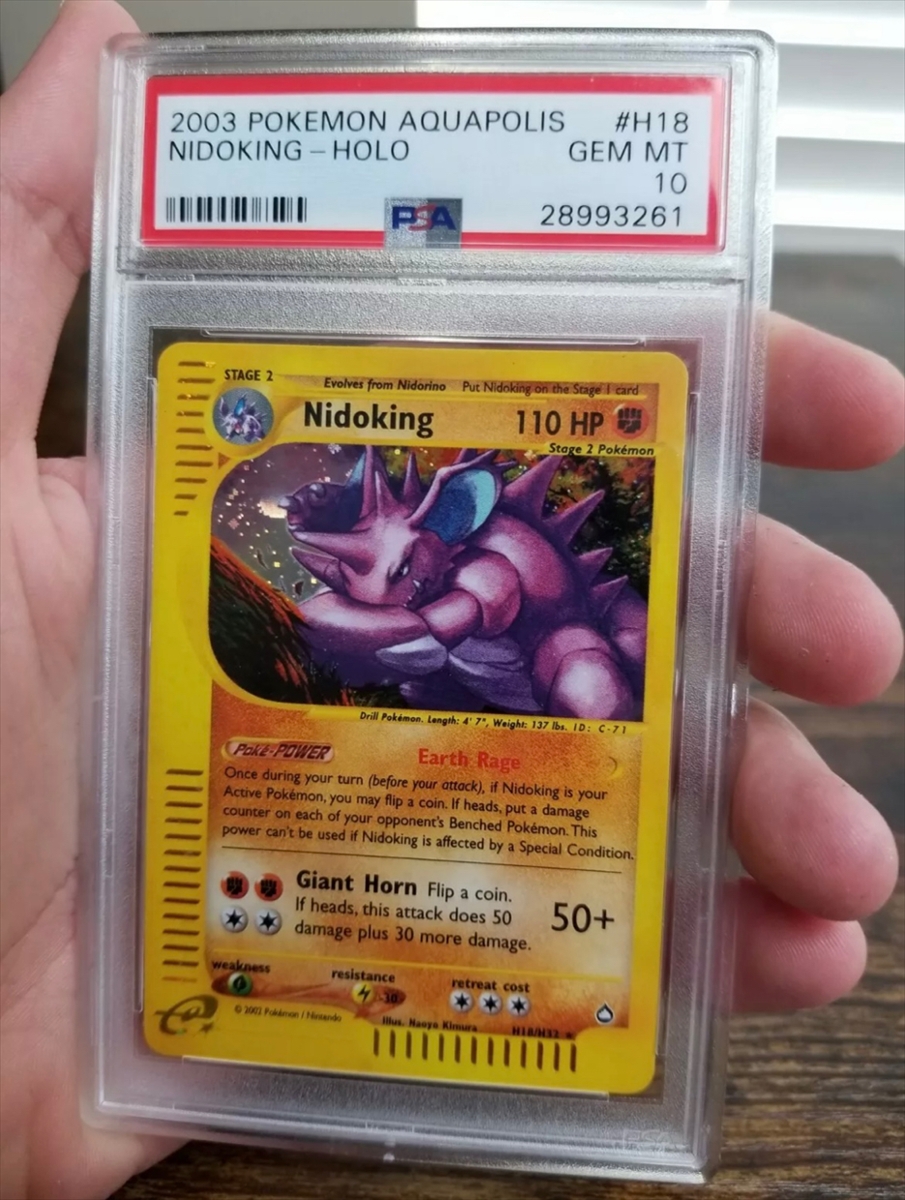 2003 POKEMON AQUAPOLIS #H18
NIDOKING - HOLO GEM MT
10
PSA 28993261
STAGE 2 Evolves from Nidorino Put Nidoking on the Stage 1 card
Nidoking 110 HP
Stage 2 Pokémon
Drill Pokémon. Length: 4' 7", Weight: 137 lbs. ID: C-71
Poké-POWER Earth Rage
Once during your turn (before your attack), if Nidoking is your
Active Pokémon, you may flip a coin. If heads, put a damage
counter on each of your opponent's Benched Pokémon. This
power can't be used if Nidoking is affected by a Special Condition.
Giant Horn Flip a coin.
If heads, this attack does 50
damage plus 30 more damage.
50+
weakness resistance retreat cost
-30
e © 2002 Pokémon / Nintendo Illus. Naoyo Kimura H18/H32 ★